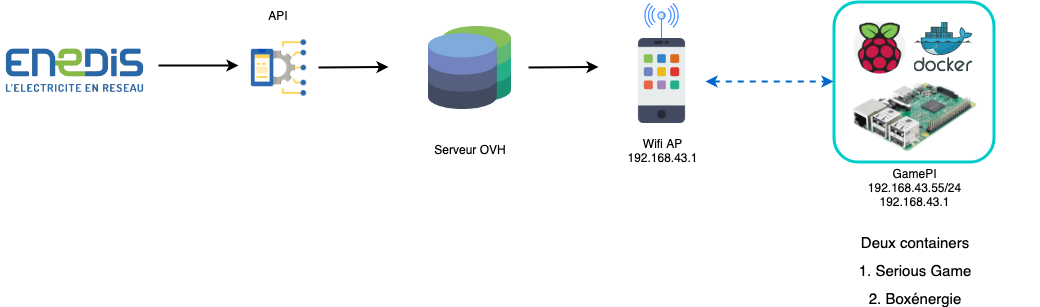 API
ENEDIS
L'ELECTRICITE EN RESEAU
Serveur OVH
Wifi AP
192.168.43.1
docker
GamePI
192.168.43.55/24
192.168.43.1
Deux containers
1. Serious Game
2. Boxénergie